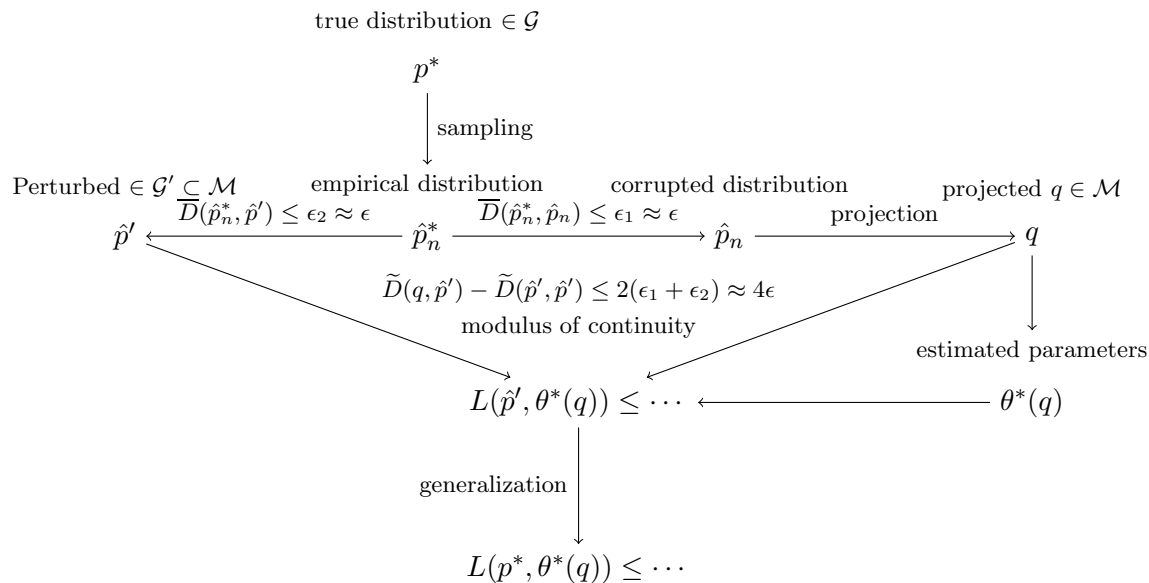 true distribution ∈ 𝒢
p*
sampling
Perturbed ∈ 𝒢′ ⊆ ℳ
empirical distribution
corrupted distribution
projected q ∈ ℳ
D̅(p̂*ₙ, p̂′) ≤ ϵ₂ ≈ ϵ
D̅(p̂*ₙ, p̂ₙ) ≤ ϵ₁ ≈ ϵ
projection
p̂′
p̂*ₙ
p̂ₙ
q
D̃(q, p̂′) − D̃(p̂′, p̂′) ≤ 2(ϵ₁ + ϵ₂) ≈ 4ϵ
modulus of continuity
estimated parameters
L(p̂′, θ*(q)) ≤ ⋯
θ*(q)
generalization
L(p*, θ*(q)) ≤ ⋯